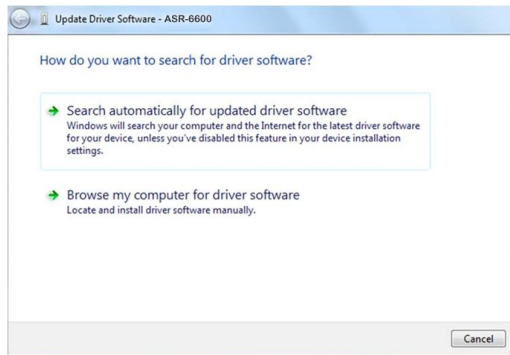 Update Driver Software - ASR-6600
How do you want to search for driver software?
Search automatically for updated driver software
Windows will search your computer and the Internet for the latest driver software
for your device, unless you've disabled this feature in your device installation
settings.
Browse my computer for driver software
Locate and install driver software manually.
Cancel